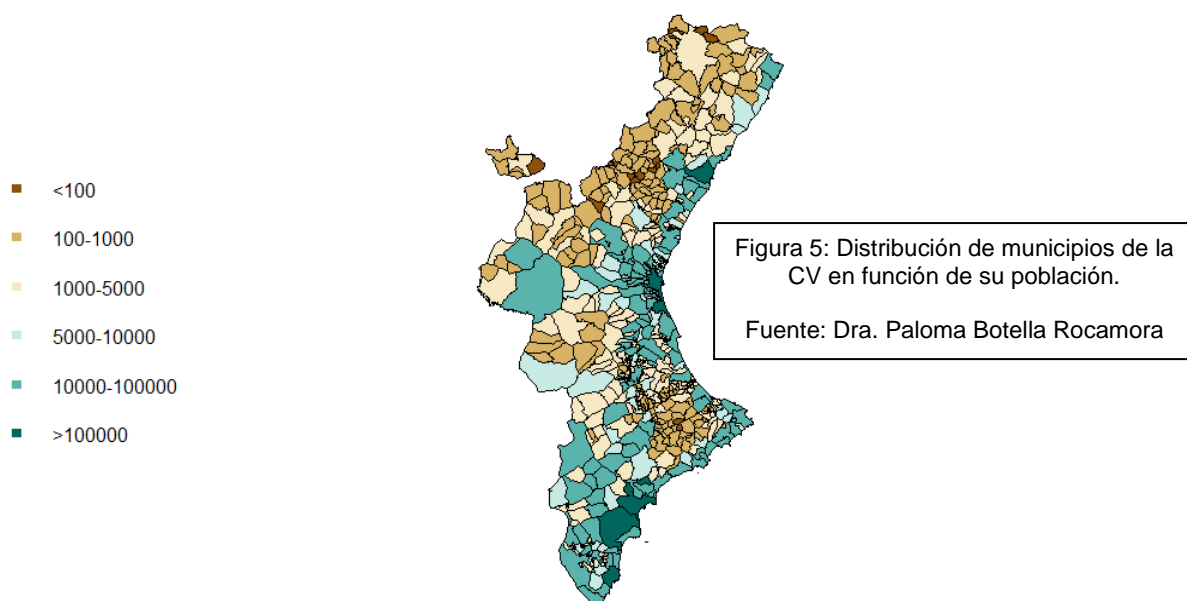 <100
100-1000
1000-5000
5000-10000
10000-100000
>100000
Figura 5: Distribución de municipios de la
CV en función de su población.
Fuente: Dra. Paloma Botella Rocamora